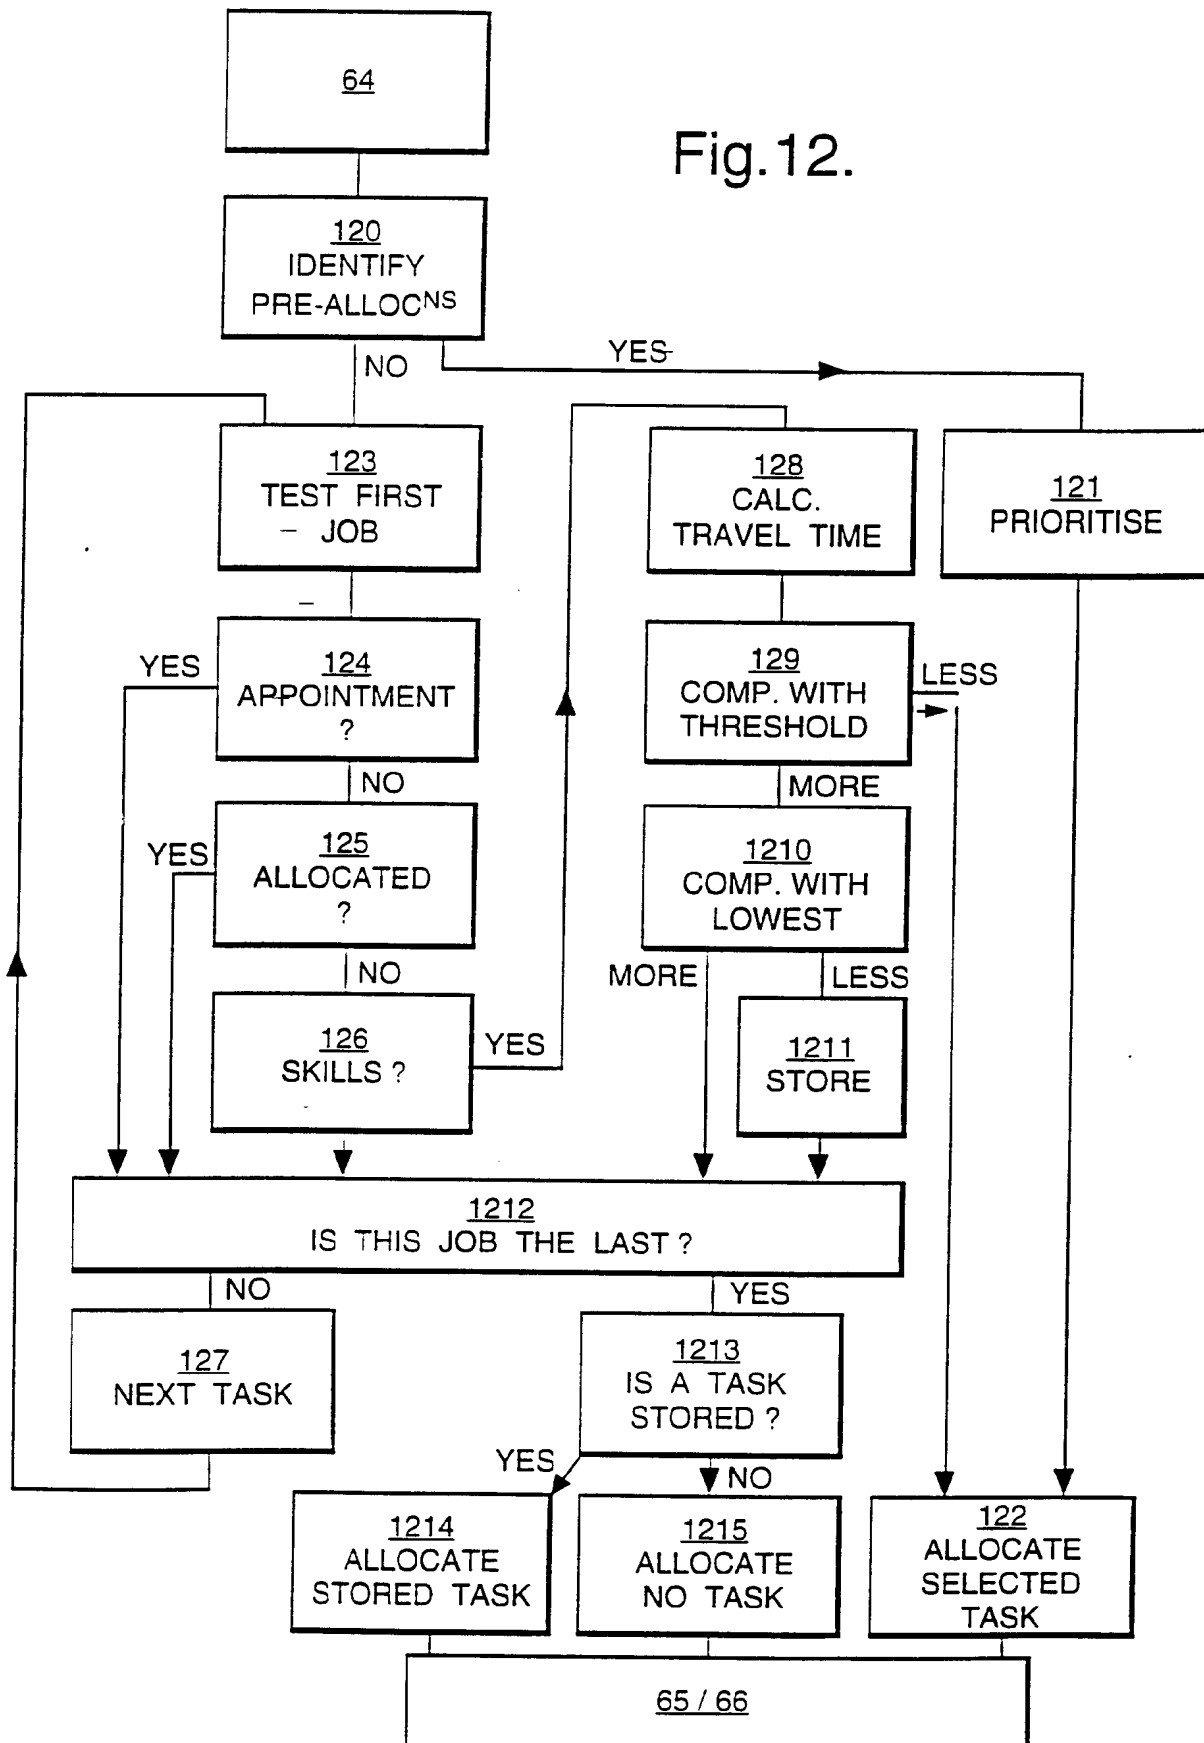 64
Fig.12.
120
IDENTIFY
PRE-ALLOCNS
NO
YES
123
TEST FIRST
JOB
128
CALC.
TRAVEL TIME
121
PRIORITISE
YES
124
APPOINTMENT
?
NO
129
COMP. WITH
THRESHOLD
LESS
MORE
YES
125
ALLOCATED
?
NO
1210
COMP. WITH
LOWEST
MORE
LESS
126
SKILLS ?
YES
1211
STORE
1212
IS THIS JOB THE LAST ?
NO
YES
127
NEXT TASK
1213
IS A TASK
STORED ?
YES
NO
1214
ALLOCATE
STORED TASK
1215
ALLOCATE
NO TASK
122
ALLOCATE
SELECTED
TASK
65 / 66